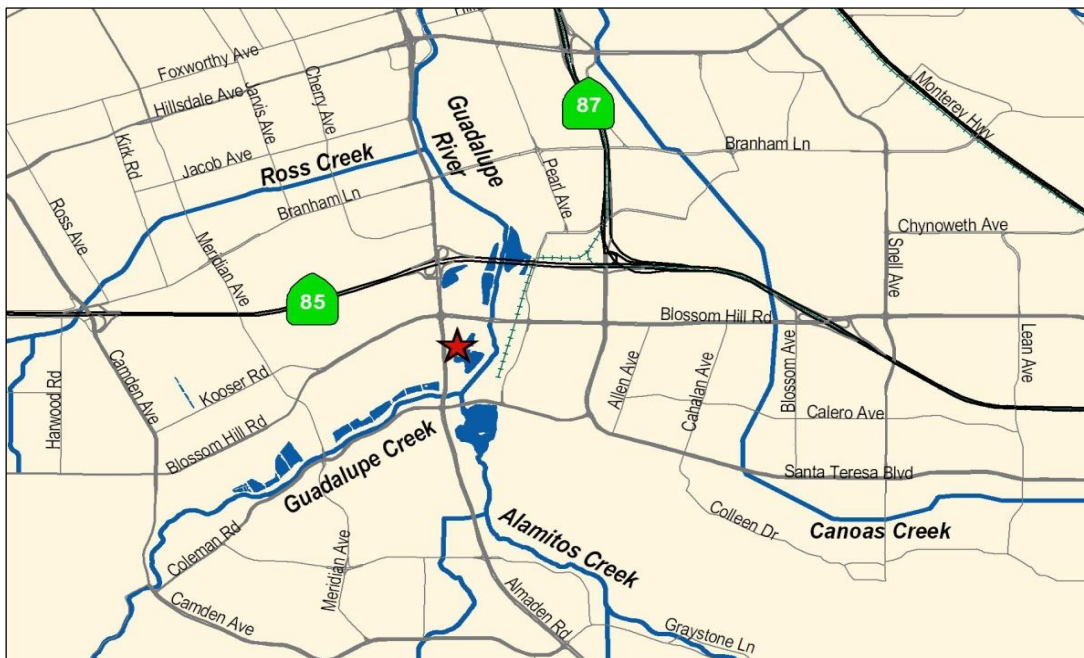 Foxworthy Ave
Hillsdale Ave
Jarvis Ave
Cherry Ave
Kirk Rd
Jacob Ave
Ross Creek
Guadalupe
River
87
Monterey Hwy
Branham Ln
Pearl Ave
Branham Ln
Ross Ave
Meridian Ave
Chynoweth Ave
Snell Ave
85
Blossom Hill Rd
Lean Ave
Camden Ave
Kooser Rd
Harwood Rd
Allen Ave
Cahalan Ave
Blossom Ave
Calero Ave
Blossom Hill Rd
Guadalupe Creek
Santa Teresa Blvd
Colleen Dr
Canoas Creek
Alamitos Creek
Coleman Rd
Meridian Ave
Camden Ave
Almaden Rd
Graystone Ln